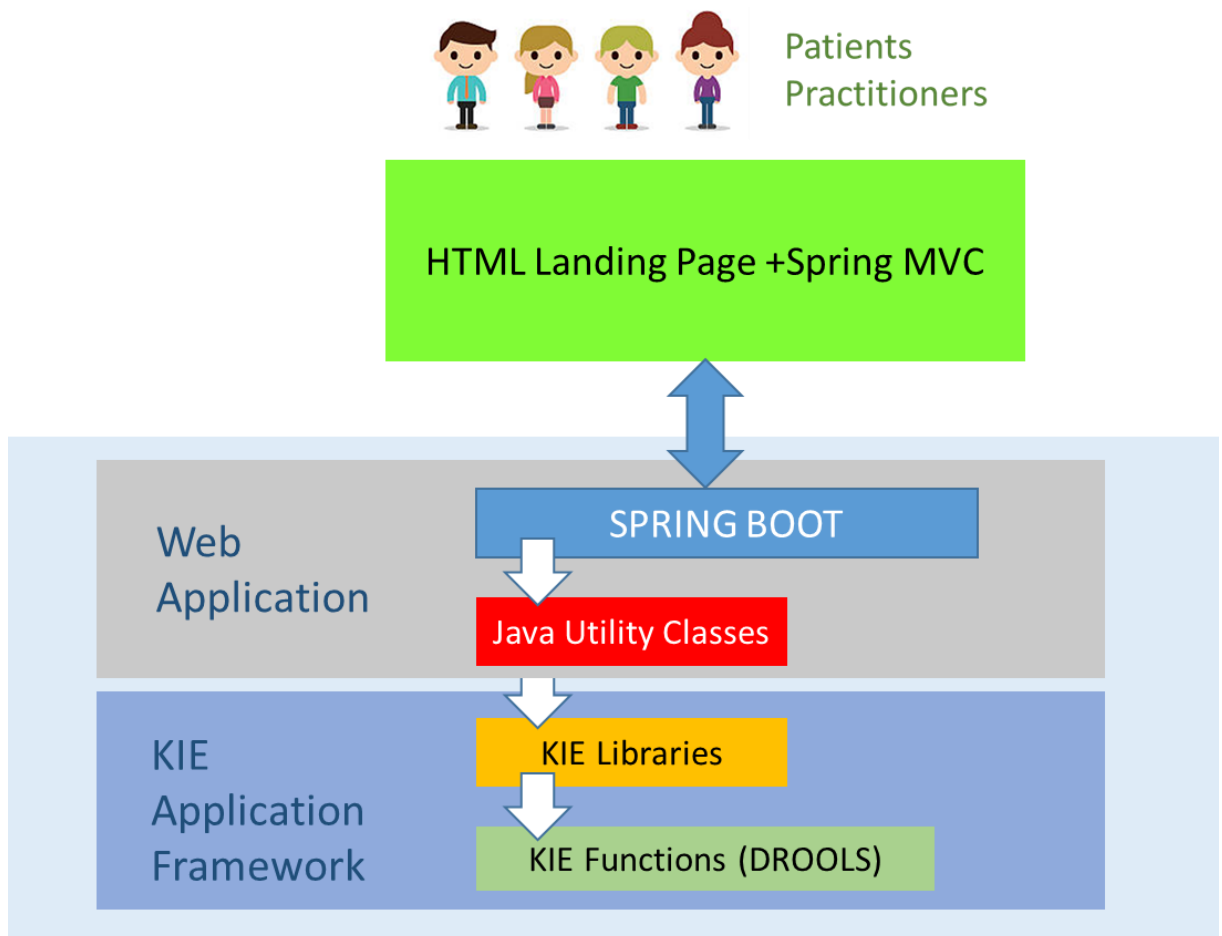 Patients
Practitioners
HTML Landing Page +Spring MVC
SPRING BOOT
Web
Application
Java Utility Classes
KIE
Application
Framework
KIE Libraries
KIE Functions (DROOLS)